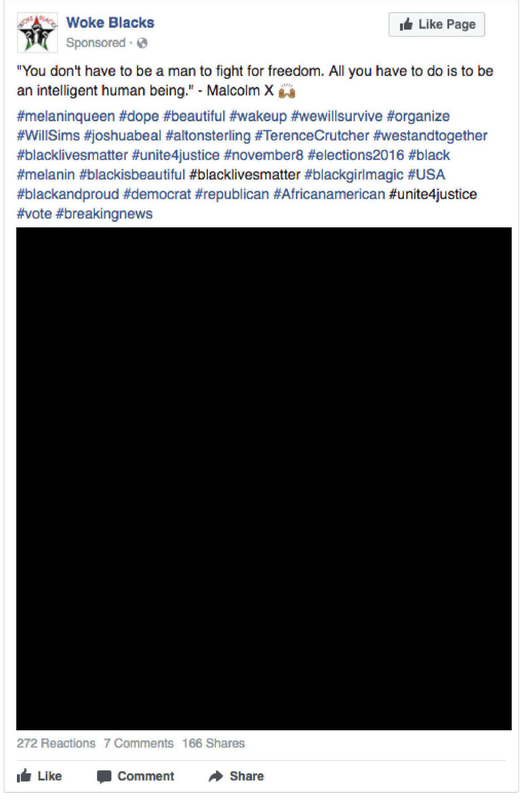 WOKE BLACKS
Woke Blacks
Sponsored ·
Like Page
"You don't have to be a man to fight for freedom. All you have to do is to be
an intelligent human being." - Malcolm X 🙌🏾
#melaninqueen #dope #beautiful #wakeup #wewillsurvive #organize
#WillSims #joshuabeal #altonsterling #TerenceCrutcher #westandtogether
#blacklivesmatter #unite4justice #november8 #elections2016 #black
#melanin #blackisbeautiful #blacklivesmatter #blackgirlmagic #USA
#blackandproud #democrat #republican #Africanamerican #unite4justice
#vote #breakingnews
272 Reactions 7 Comments 166 Shares
Like Comment Share